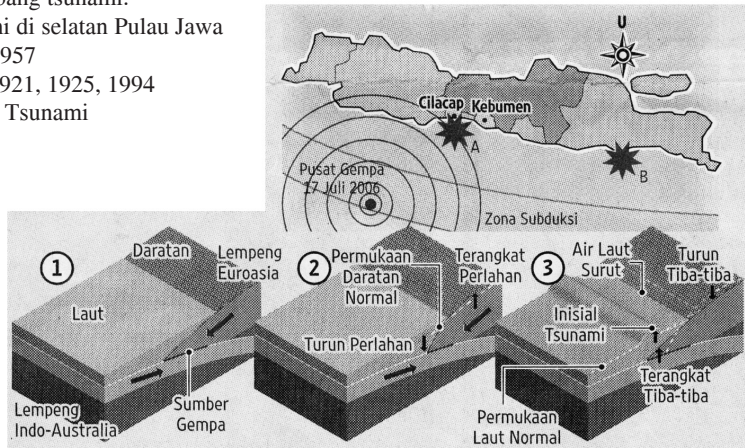 bang tsunami.
ni di selatan Pulau Jawa
1957
921, 1925, 1994
Tsunami
U
Cilacap Kebumen
A
B
Pusat Gempa
17 Juli 2006
Zona Subduksi
1
Daratan
Lempeng
Euroasia
Laut
Lempeng
Indo-Australia
Sumber
Gempa
2
Permukaan
Daratan
Normal
Terangkat
Perlahan
Turun Perlahan
3
Air Laut
Surut
Turun
Tiba-tiba
Inisial
Tsunami
Terangkat
Tiba-tiba
Permukaan
Laut Normal